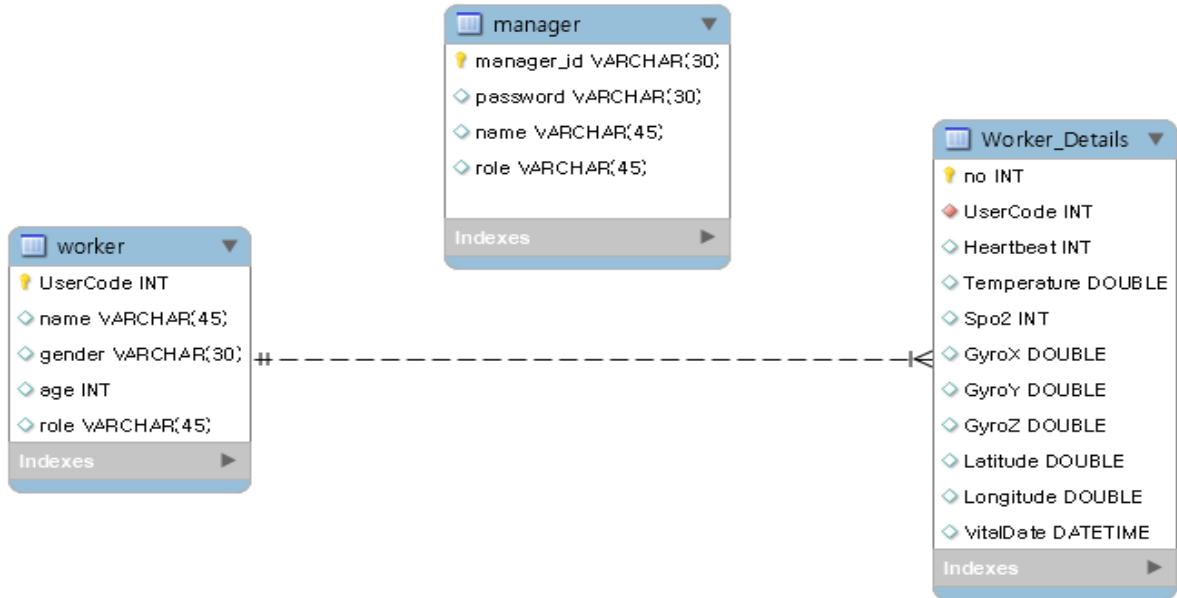 manager
manager_id VARCHAR(30)
password VARCHAR(30)
name VARCHAR(45)
role VARCHAR(45)
Indexes
worker
UserCode INT
name VARCHAR(45)
gender VARCHAR(30)
age INT
role VARCHAR(45)
Indexes
Worker_Details
no INT
UserCode INT
Heartbeat INT
Temperature DOUBLE
Spo2 INT
GyroX DOUBLE
GyroY DOUBLE
GyroZ DOUBLE
Latitude DOUBLE
Longitude DOUBLE
VitalDate DATETIME
Indexes